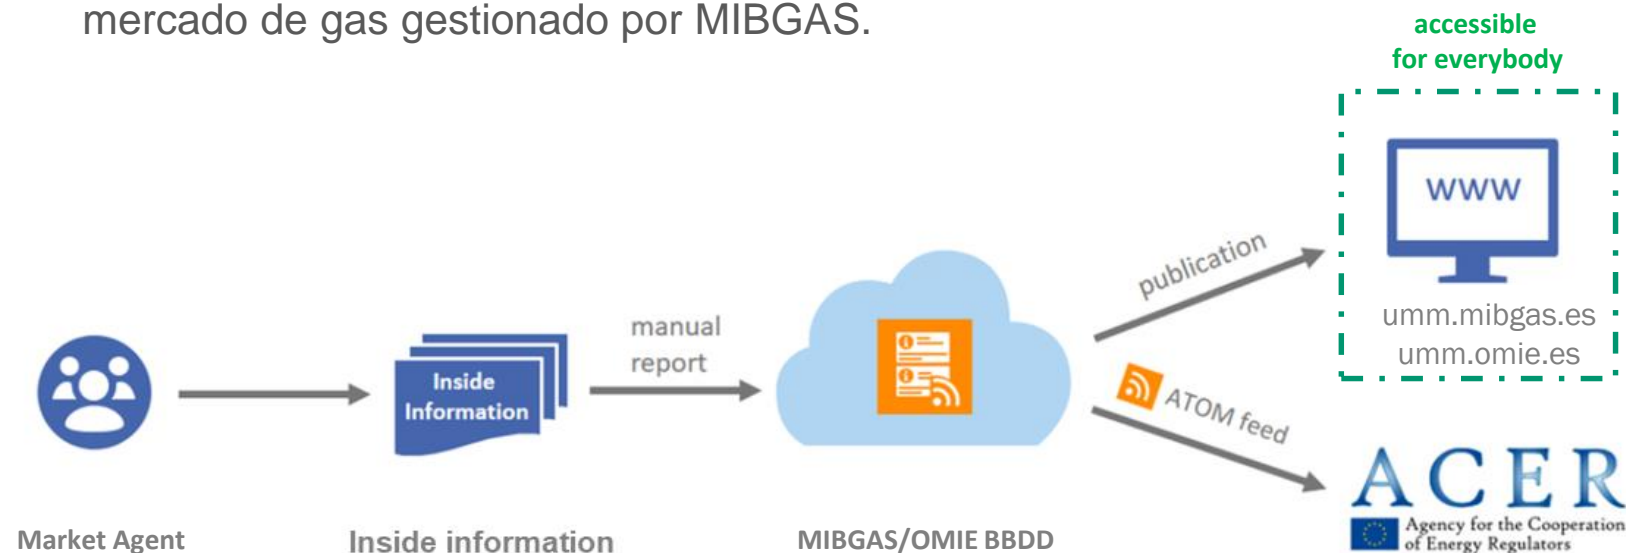 mercado de gas gestionado por MIBGAS.
accessible
for everybody
www
umm.mibgas.es
umm.omie.es
publication
manual
report
Inside
Information
ATOM feed
ACER
Agency for the Cooperation
of Energy Regulators
Market Agent
Inside information
MIBGAS/OMIE BBDD